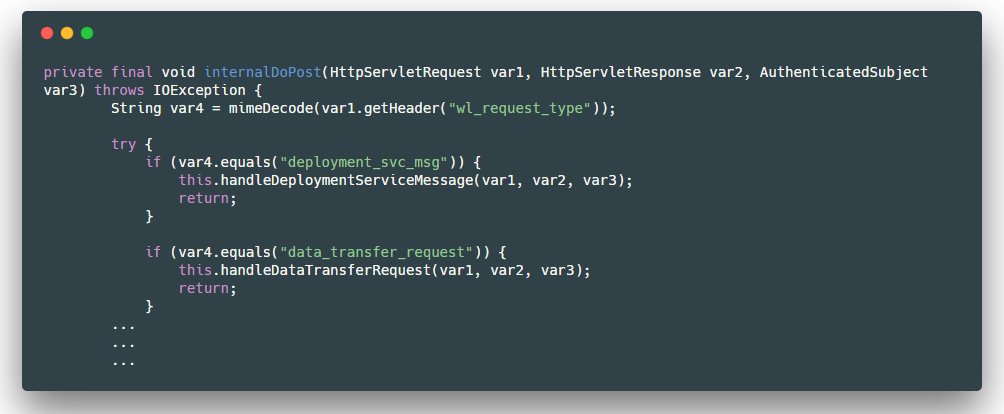 private final void internalDoPost(HttpServletRequest var1, HttpServletResponse var2, AuthenticatedSubject
var3) throws IOException {
        String var4 = mimeDecode(var1.getHeader("wl_request_type"));

        try {
            if (var4.equals("deployment_svc_msg")) {
                this.handleDeploymentServiceMessage(var1, var2, var3);
                return;
            }

            if (var4.equals("data_transfer_request")) {
                this.handleDataTransferRequest(var1, var2, var3);
                return;
            }
        ...
        ...
        ...